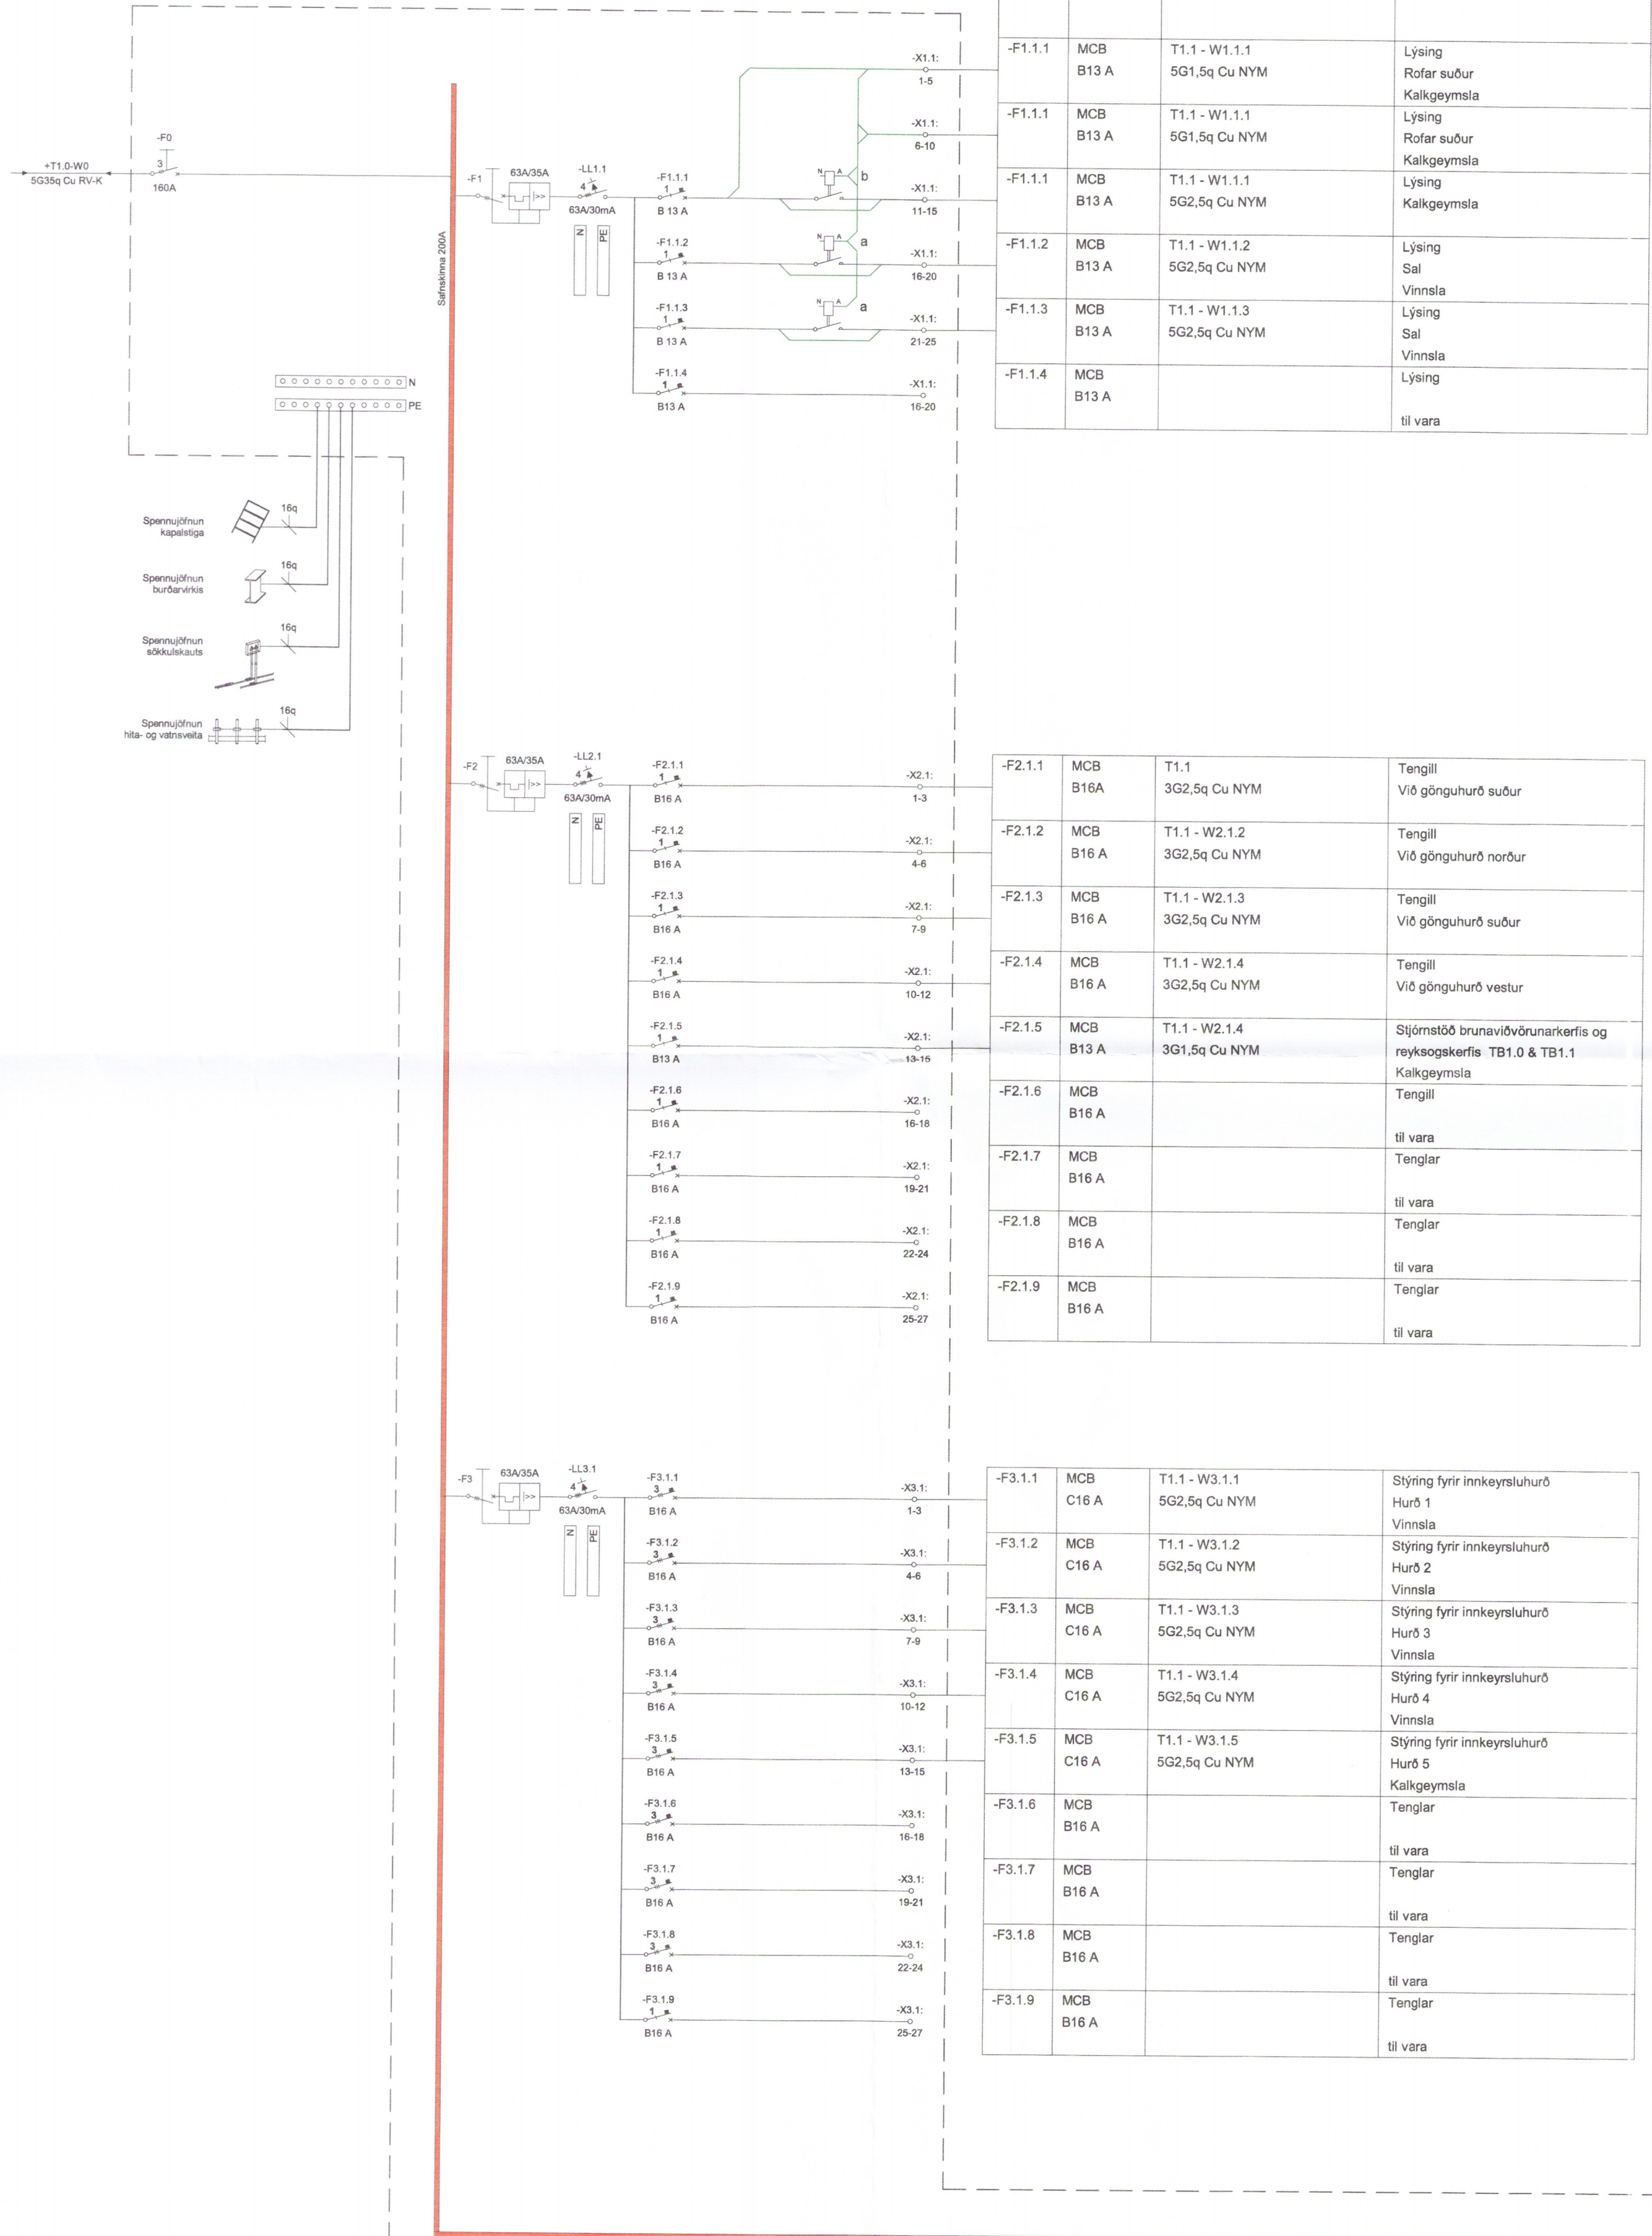 -F0
3
160A
+T1.0-W0
5G35q Cu RV-K
Safnskinna 200A
N
PE
Spennujöfnun
kapalstiga
16q
Spennujöfnun
burðarvirkis
16q
Spennujöfnun
sökkulskauts
16q
Spennujöfnun
hita- og vatnsveita
16q
-F1
63A/35A
>>
-LL1.1
4
63A/30mA
N
PE
-F1.1.1
1
B 13 A
-F1.1.2
1
B 13 A
-F1.1.3
1
B 13 A
-F1.1.4
1
B13 A
N A b
N A a
N A a
-X1.1:
1-5
-X1.1:
6-10
-X1.1:
11-15
-X1.1:
16-20
-X1.1:
21-25
-X1.1:
16-20
-F1.1.1 MCB T1.1 - W1.1.1 Lýsing
B13 A 5G1,5q Cu NYM Rofar suður
Kalkgeymsla
-F1.1.1 MCB T1.1 - W1.1.1 Lýsing
B13 A 5G1,5q Cu NYM Rofar suður
Kalkgeymsla
-F1.1.1 MCB T1.1 - W1.1.1 Lýsing
B13 A 5G2,5q Cu NYM Kalkgeymsla
-F1.1.2 MCB T1.1 - W1.1.2 Lýsing
B13 A 5G2,5q Cu NYM Sal
Vinnsla
-F1.1.3 MCB T1.1 - W1.1.3 Lýsing
B13 A 5G2,5q Cu NYM Sal
Vinnsla
-F1.1.4 MCB Lýsing
B13 A
til vara
-F2
63A/35A
>>
-LL2.1
4
63A/30mA
N
PE
-F2.1.1
1
B16 A
-F2.1.2
1
B16 A
-F2.1.3
1
B16 A
-F2.1.4
1
B16 A
-F2.1.5
1
B13 A
-F2.1.6
1
B16 A
-F2.1.7
1
B16 A
-F2.1.8
1
B16 A
-F2.1.9
1
B16 A
-X2.1:
1-3
-X2.1:
4-6
-X2.1:
7-9
-X2.1:
10-12
-X2.1:
13-15
-X2.1:
16-18
-X2.1:
19-21
-X2.1:
22-24
-X2.1:
25-27
-F2.1.1 MCB T1.1 Tengill
B16A 3G2,5q Cu NYM Við gönguhurð suður
-F2.1.2 MCB T1.1 - W2.1.2 Tengill
B16 A 3G2,5q Cu NYM Við gönguhurð norður
-F2.1.3 MCB T1.1 - W2.1.3 Tengill
B16 A 3G2,5q Cu NYM Við gönguhurð suður
-F2.1.4 MCB T1.1 - W2.1.4 Tengill
B16 A 3G2,5q Cu NYM Við gönguhurð vestur
-F2.1.5 MCB T1.1 - W2.1.4 Stjórnstöð brunaviðvörunarkerfis og
B13 A 3G1,5q Cu NYM reyksogskerfis TB1.0 & TB1.1
Kalkgeymsla
-F2.1.6 MCB Tengill
B16 A
til vara
-F2.1.7 MCB Tenglar
B16 A
til vara
-F2.1.8 MCB Tenglar
B16 A
til vara
-F2.1.9 MCB Tenglar
B16 A
til vara
-F3
63A/35A
>>
-LL3.1
4
63A/30mA
N
PE
-F3.1.1
3
B16 A
-F3.1.2
3
B16 A
-F3.1.3
3
B16 A
-F3.1.4
3
B16 A
-F3.1.5
3
B16 A
-F3.1.6
3
B16 A
-F3.1.7
3
B16 A
-F3.1.8
3
B16 A
-F3.1.9
1
B16 A
-X3.1:
1-3
-X3.1:
4-6
-X3.1:
7-9
-X3.1:
10-12
-X3.1:
13-15
-X3.1:
16-18
-X3.1:
19-21
-X3.1:
22-24
-X3.1:
25-27
-F3.1.1 MCB T1.1 - W3.1.1 Stýring fyrir innkeyrsluhurð
C16 A 5G2,5q Cu NYM Hurð 1
Vinnsla
-F3.1.2 MCB T1.1 - W3.1.2 Stýring fyrir innkeyrsluhurð
C16 A 5G2,5q Cu NYM Hurð 2
Vinnsla
-F3.1.3 MCB T1.1 - W3.1.3 Stýring fyrir innkeyrsluhurð
C16 A 5G2,5q Cu NYM Hurð 3
Vinnsla
-F3.1.4 MCB T1.1 - W3.1.4 Stýring fyrir innkeyrsluhurð
C16 A 5G2,5q Cu NYM Hurð 4
Vinnsla
-F3.1.5 MCB T1.1 - W3.1.5 Stýring fyrir innkeyrsluhurð
C16 A 5G2,5q Cu NYM Hurð 5
Kalkgeymsla
-F3.1.6 MCB Tenglar
B16 A
til vara
-F3.1.7 MCB Tenglar
B16 A
til vara
-F3.1.8 MCB Tenglar
B16 A
til vara
-F3.1.9 MCB Tenglar
B16 A
til vara